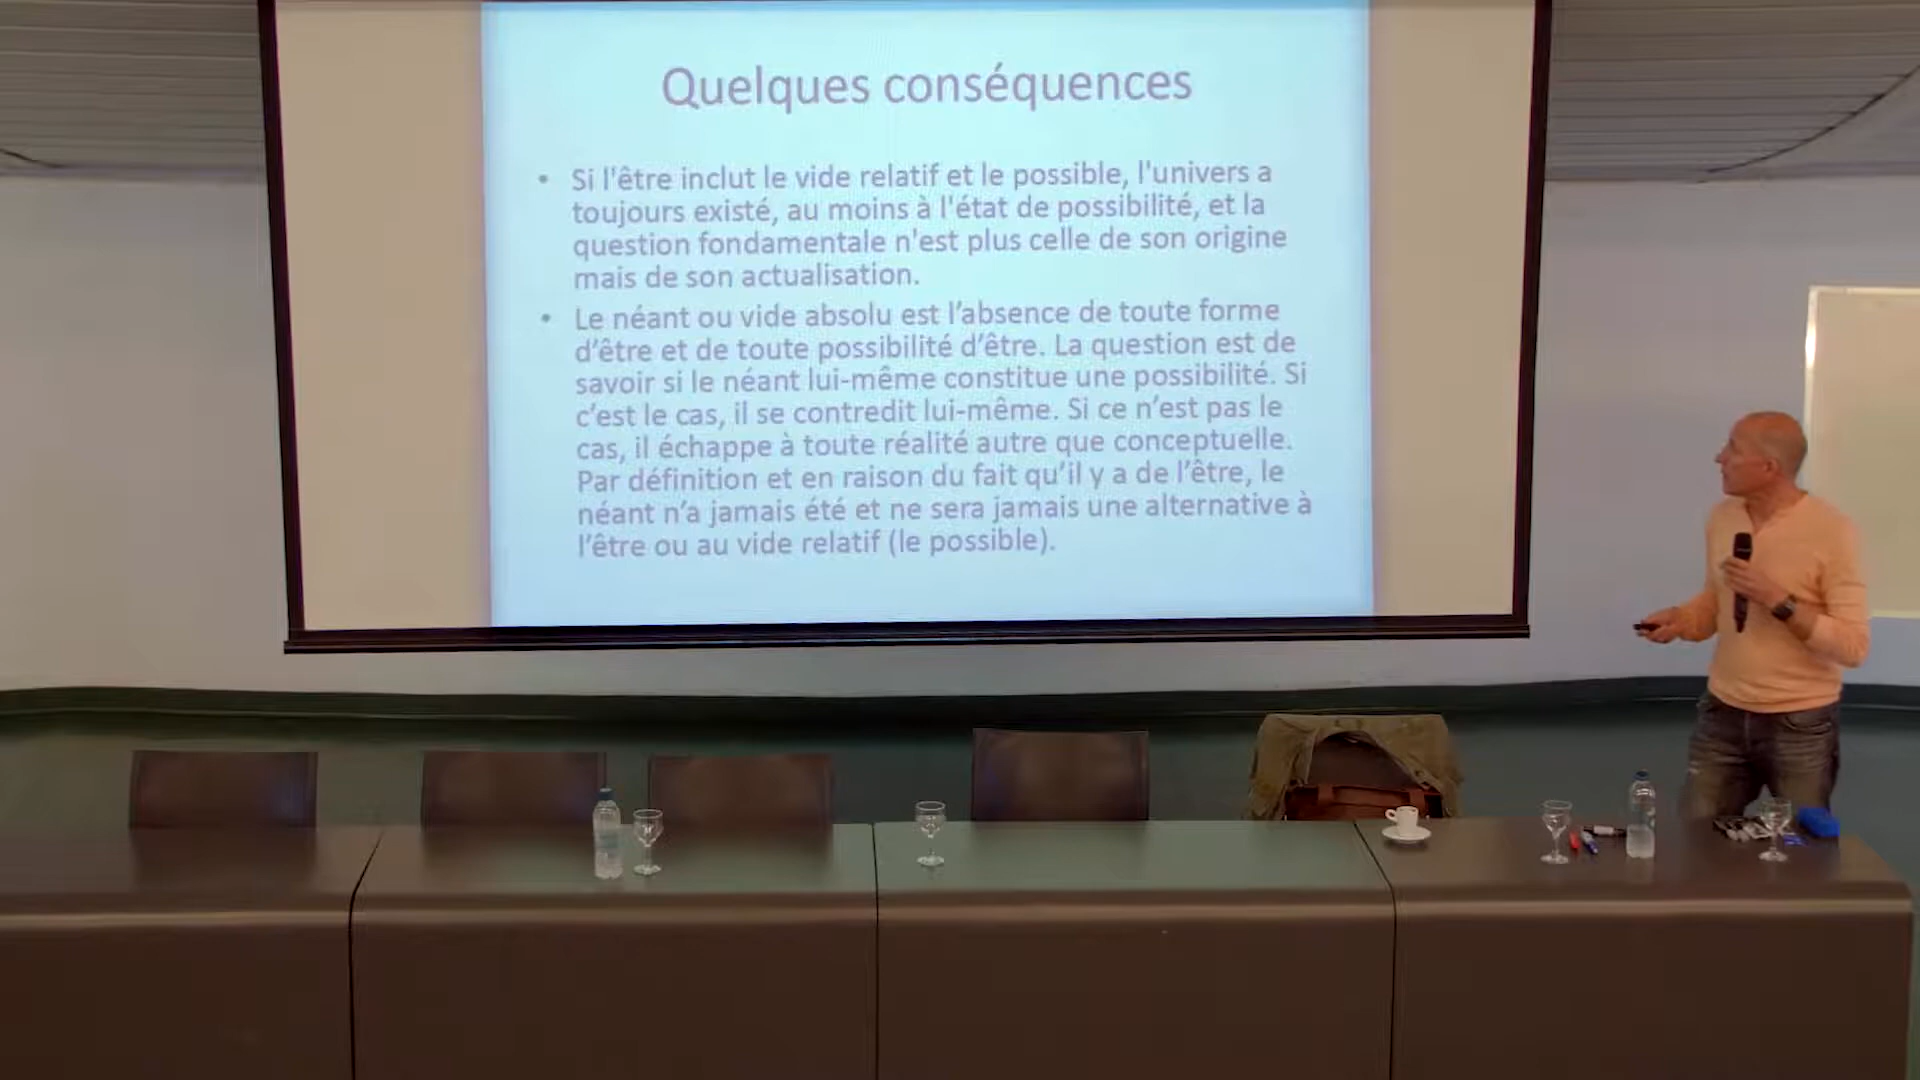 Quelques conséquences
• Si l'être inclut le vide relatif et le possible, l'univers a
toujours existé, au moins à l'état de possibilité, et la
question fondamentale n'est plus celle de son origine
mais de son actualisation.
• Le néant ou vide absolu est l’absence de toute forme
d’être et de toute possibilité d’être. La question est de
savoir si le néant lui-même constitue une possibilité. Si
c’est le cas, il se contredit lui-même. Si ce n’est pas le
cas, il échappe à toute réalité autre que conceptuelle.
Par définition et en raison du fait qu’il y a de l’être, le
néant n’a jamais été et ne sera jamais une alternative à
l’être ou au vide relatif (le possible).